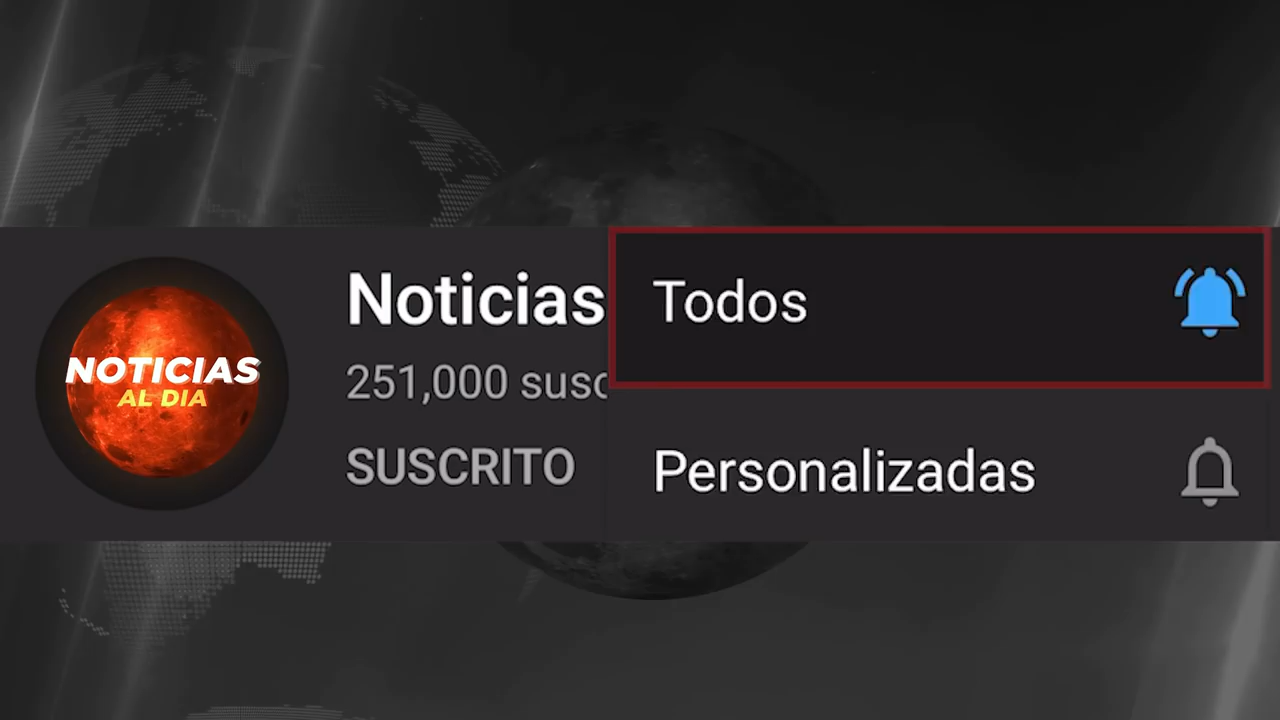 NOTICIAS
AL DIA
Noticias
251,000 susc
SUSCRITO
Todos
Personalizadas